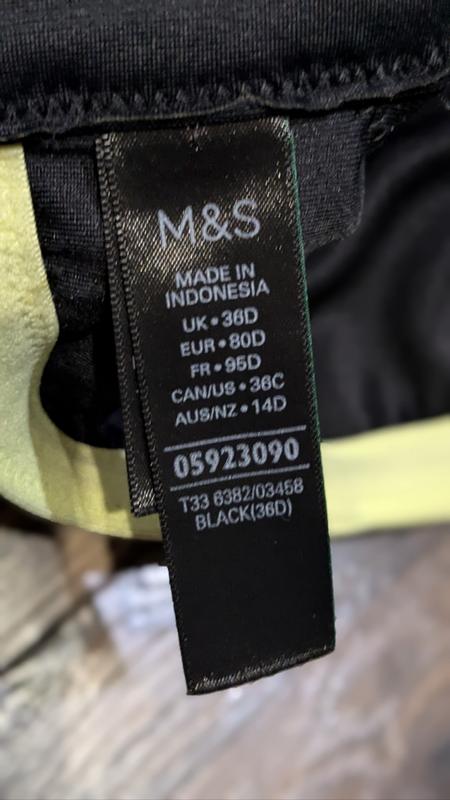 M&S
MADE IN
INDONESIA
UK•36D
EUR•80D
FR•95D
CAN/US•36C
AUS/NZ•14D
05923090
T33 6382/03458
BLACK(36D)